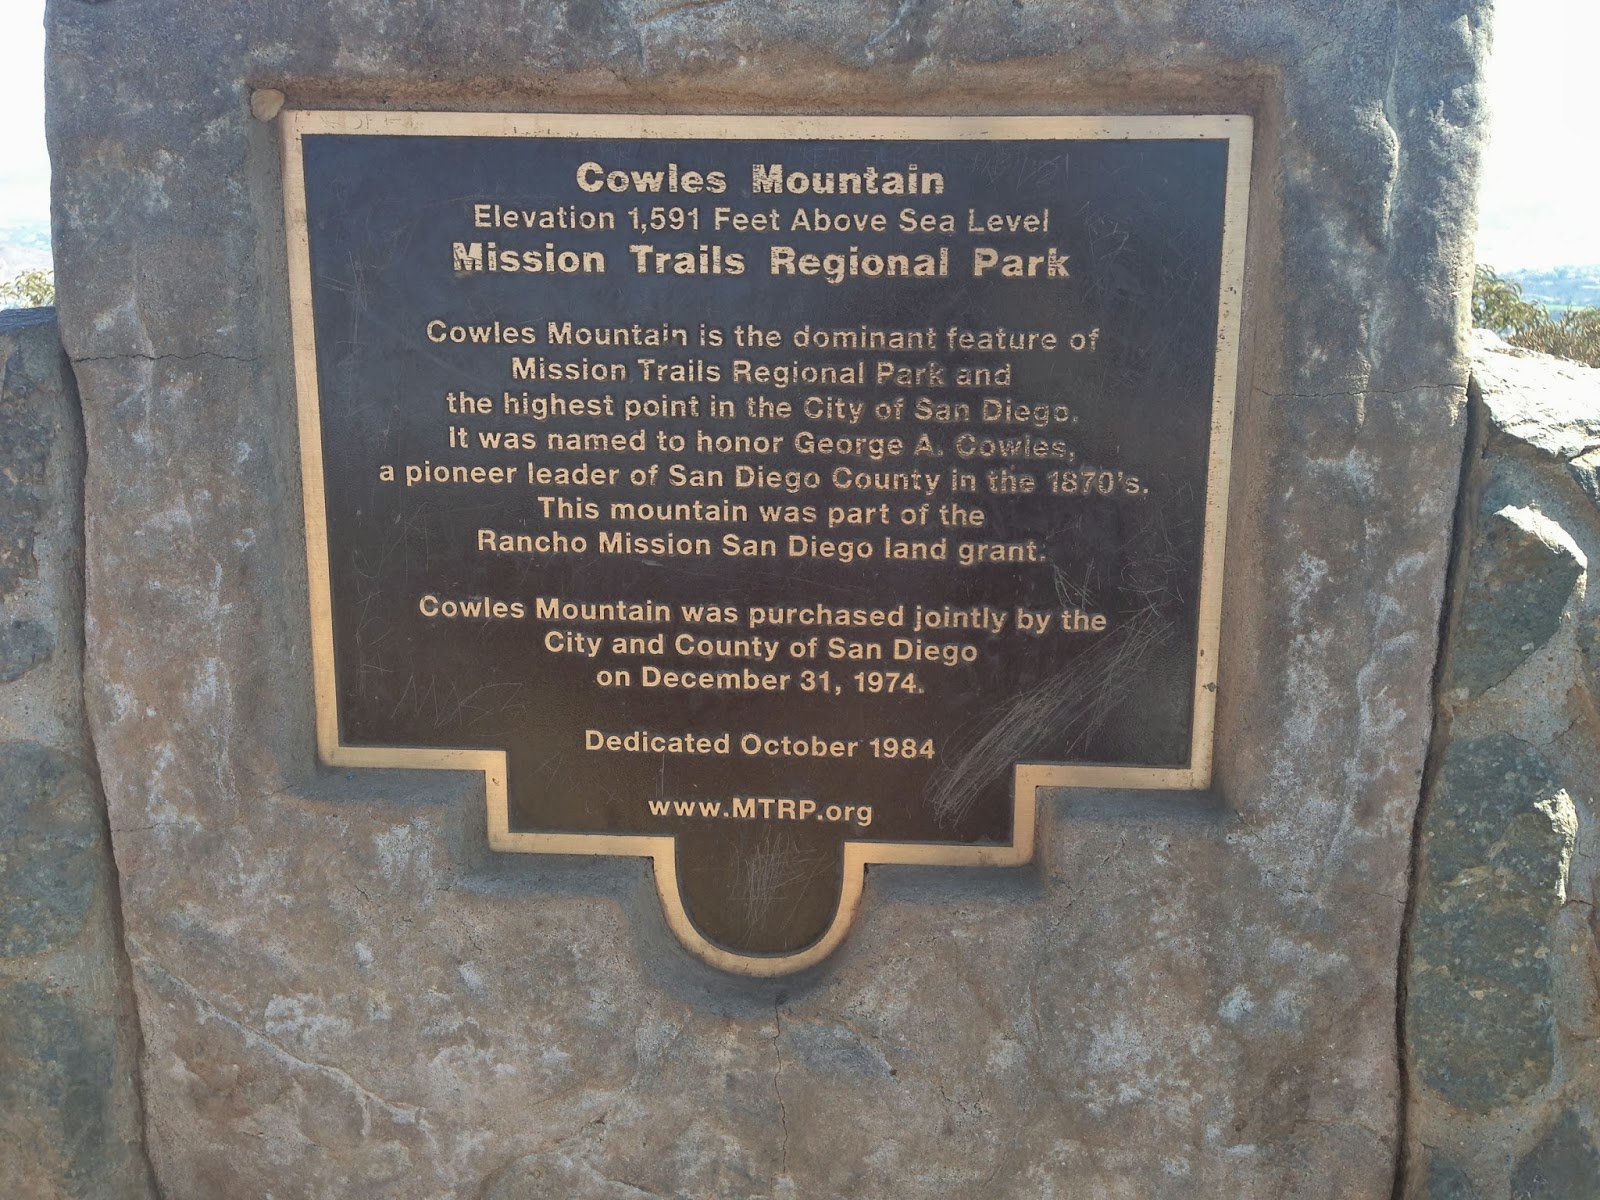 Cowles Mountain
Elevation 1,591 Feet Above Sea Level
Mission Trails Regional Park
Cowles Mountain is the dominant feature of
Mission Trails Regional Park and
the highest point in the City of San Diego.
It was named to honor George A. Cowles,
a pioneer leader of San Diego County in the 1870's.
This mountain was part of the
Rancho Mission San Diego land grant.
Cowles Mountain was purchased jointly by the
City and County of San Diego
on December 31, 1974.
Dedicated October 1984
www.MTRP.org